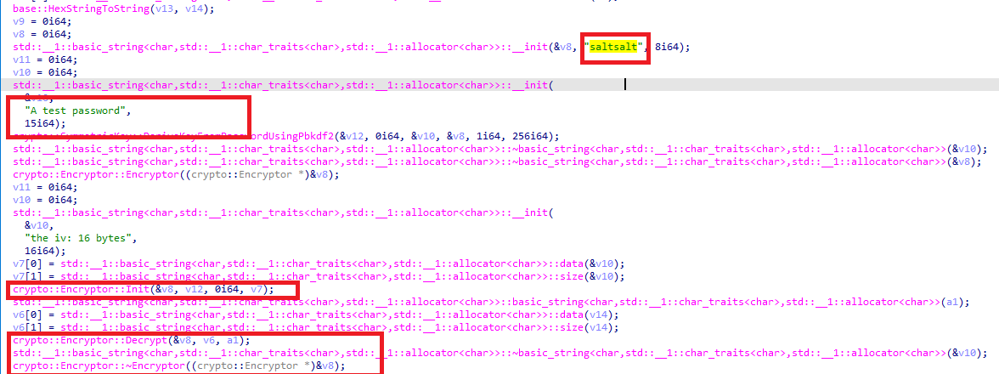 base::HexStringToString(v13, v14);
v9 = 0i64;
v8 = 0i64;
std::__1::basic_string<char,std::__1::char_traits<char>,std::__1::allocator<char>>::__init(&v8, "saltsalt", 8i64);
v11 = 0i64;
v10 = 0i64;
std::__1::basic_string<char,std::__1::char_traits<char>,std::__1::allocator<char>>::__init(
&v10,
"A test password",
15i64);
crypto::SymmetricKey::DeriveKeyFromPasswordUsingPbkdf2(&v12, 0i64, &v10, &v8, 1i64, 256i64);
std::__1::basic_string<char,std::__1::char_traits<char>,std::__1::allocator<char>>::~basic_string<char,std::__1::char_traits<char>,std::__1::allocator<char>>(&v10);
std::__1::basic_string<char,std::__1::char_traits<char>,std::__1::allocator<char>>::~basic_string<char,std::__1::char_traits<char>,std::__1::allocator<char>>(&v8);
crypto::Encryptor::Encryptor((crypto::Encryptor *)&v8);
v11 = 0i64;
v10 = 0i64;
std::__1::basic_string<char,std::__1::char_traits<char>,std::__1::allocator<char>>::__init(
&v10,
"the iv: 16 bytes",
16i64);
v7[0] = std::__1::basic_string<char,std::__1::char_traits<char>,std::__1::allocator<char>>::data(&v10);
v7[1] = std::__1::basic_string<char,std::__1::char_traits<char>,std::__1::allocator<char>>::size(&v10);
crypto::Encryptor::Init(&v8, v12, 0i64, v7);
std::__1::basic_string<char,std::__1::char_traits<char>,std::__1::allocator<char>>::basic_string<char,std::__1::char_traits<char>,std::__1::allocator<char>>(a1);
v6[0] = std::__1::basic_string<char,std::__1::char_traits<char>,std::__1::allocator<char>>::data(v14);
v6[1] = std::__1::basic_string<char,std::__1::char_traits<char>,std::__1::allocator<char>>::size(v14);
crypto::Encryptor::Decrypt(&v8, v6, a1);
std::__1::basic_string<char,std::__1::char_traits<char>,std::__1::allocator<char>>::~basic_string<char,std::__1::char_traits<char>,std::__1::allocator<char>>(&v10);
crypto::Encryptor::~Encryptor((crypto::Encryptor *)&v8);